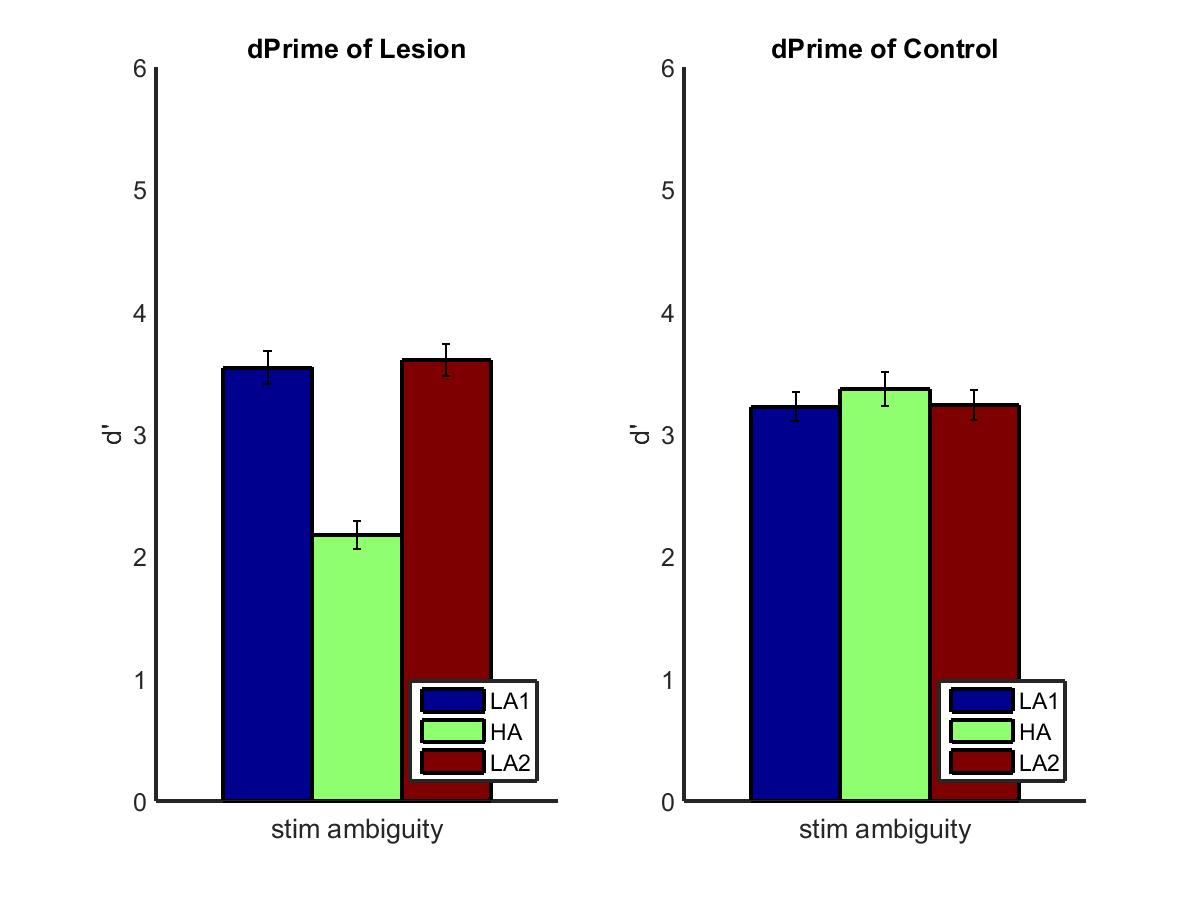 dPrime of Lesion
6
5
4
3
2
1
0
d'
stim ambiguity
LA1
HA
LA2
dPrime of Control
6
5
4
3
2
1
0
d'
stim ambiguity
LA1
HA
LA2